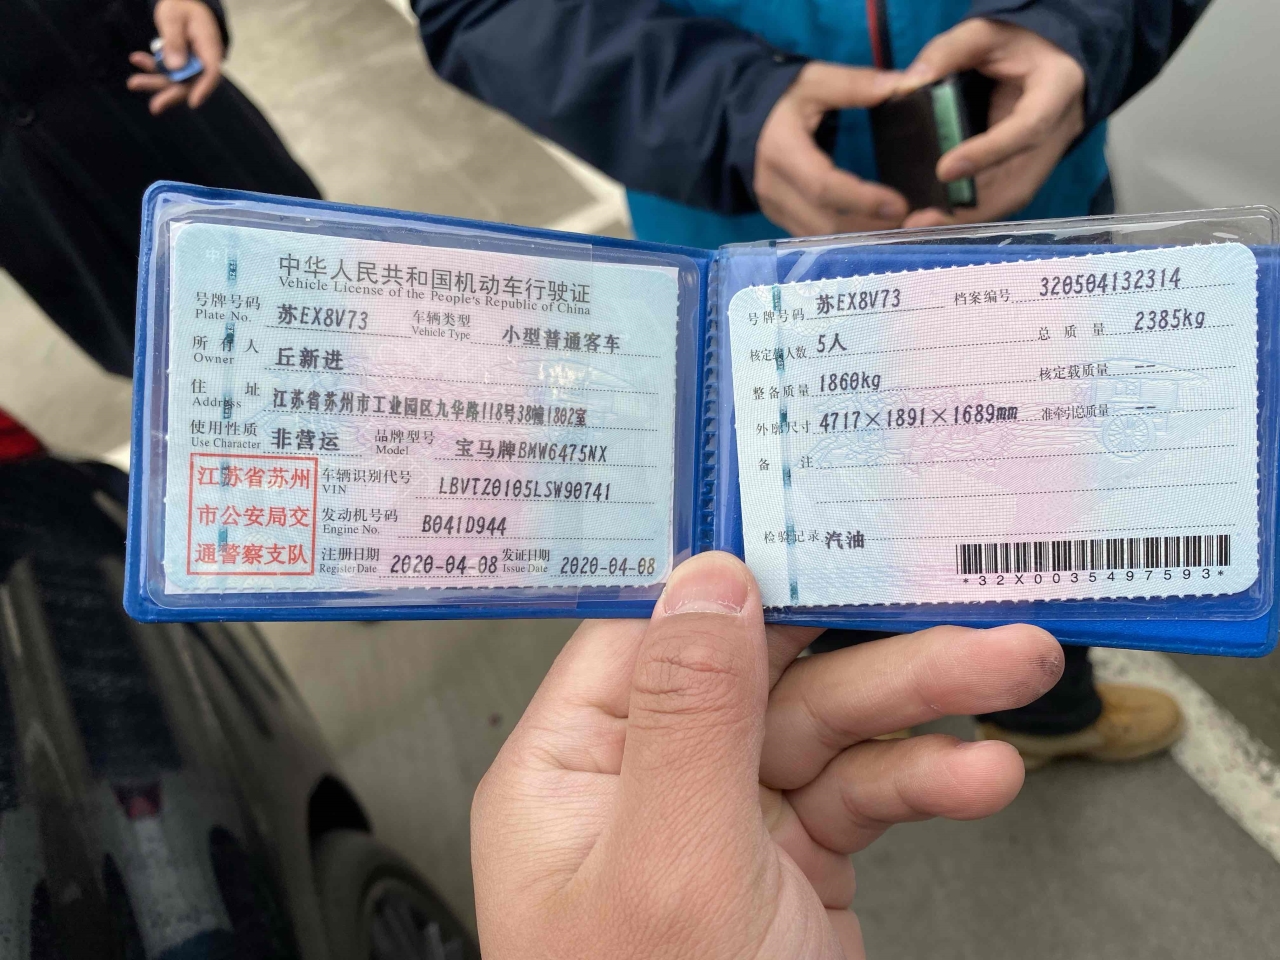 中华人民共和国机动车行驶证
Vehicle License of the People's Republic of China
号牌号码 苏EX8V73 车辆类型 小型普通客车
Plate No. Vehicle Type
所有人 丘新进
Owner
住址 江苏省苏州市工业园区九华路118号38幢1802室
Address
使用性质 非营运 品牌型号 宝马牌BMW6475NX
Use Character Model
江苏省苏州
市公安局交
通警察支队
车辆识别代号 LBVTZ0105LSW90741
VIN
发动机号码 B041D944
Engine No.
注册日期 2020-04-08 发证日期 2020-04-08
Register Date Issue Date
号牌号码 苏EX8V73 档案编号 320504132314
核定载人数 5人 总质量 2385kg
整备质量 1860kg 核定载质量 --
外廓尺寸 4717×1891×1689mm 准牵引总质量 --
备注
检验记录 汽油
*32X0035497593*